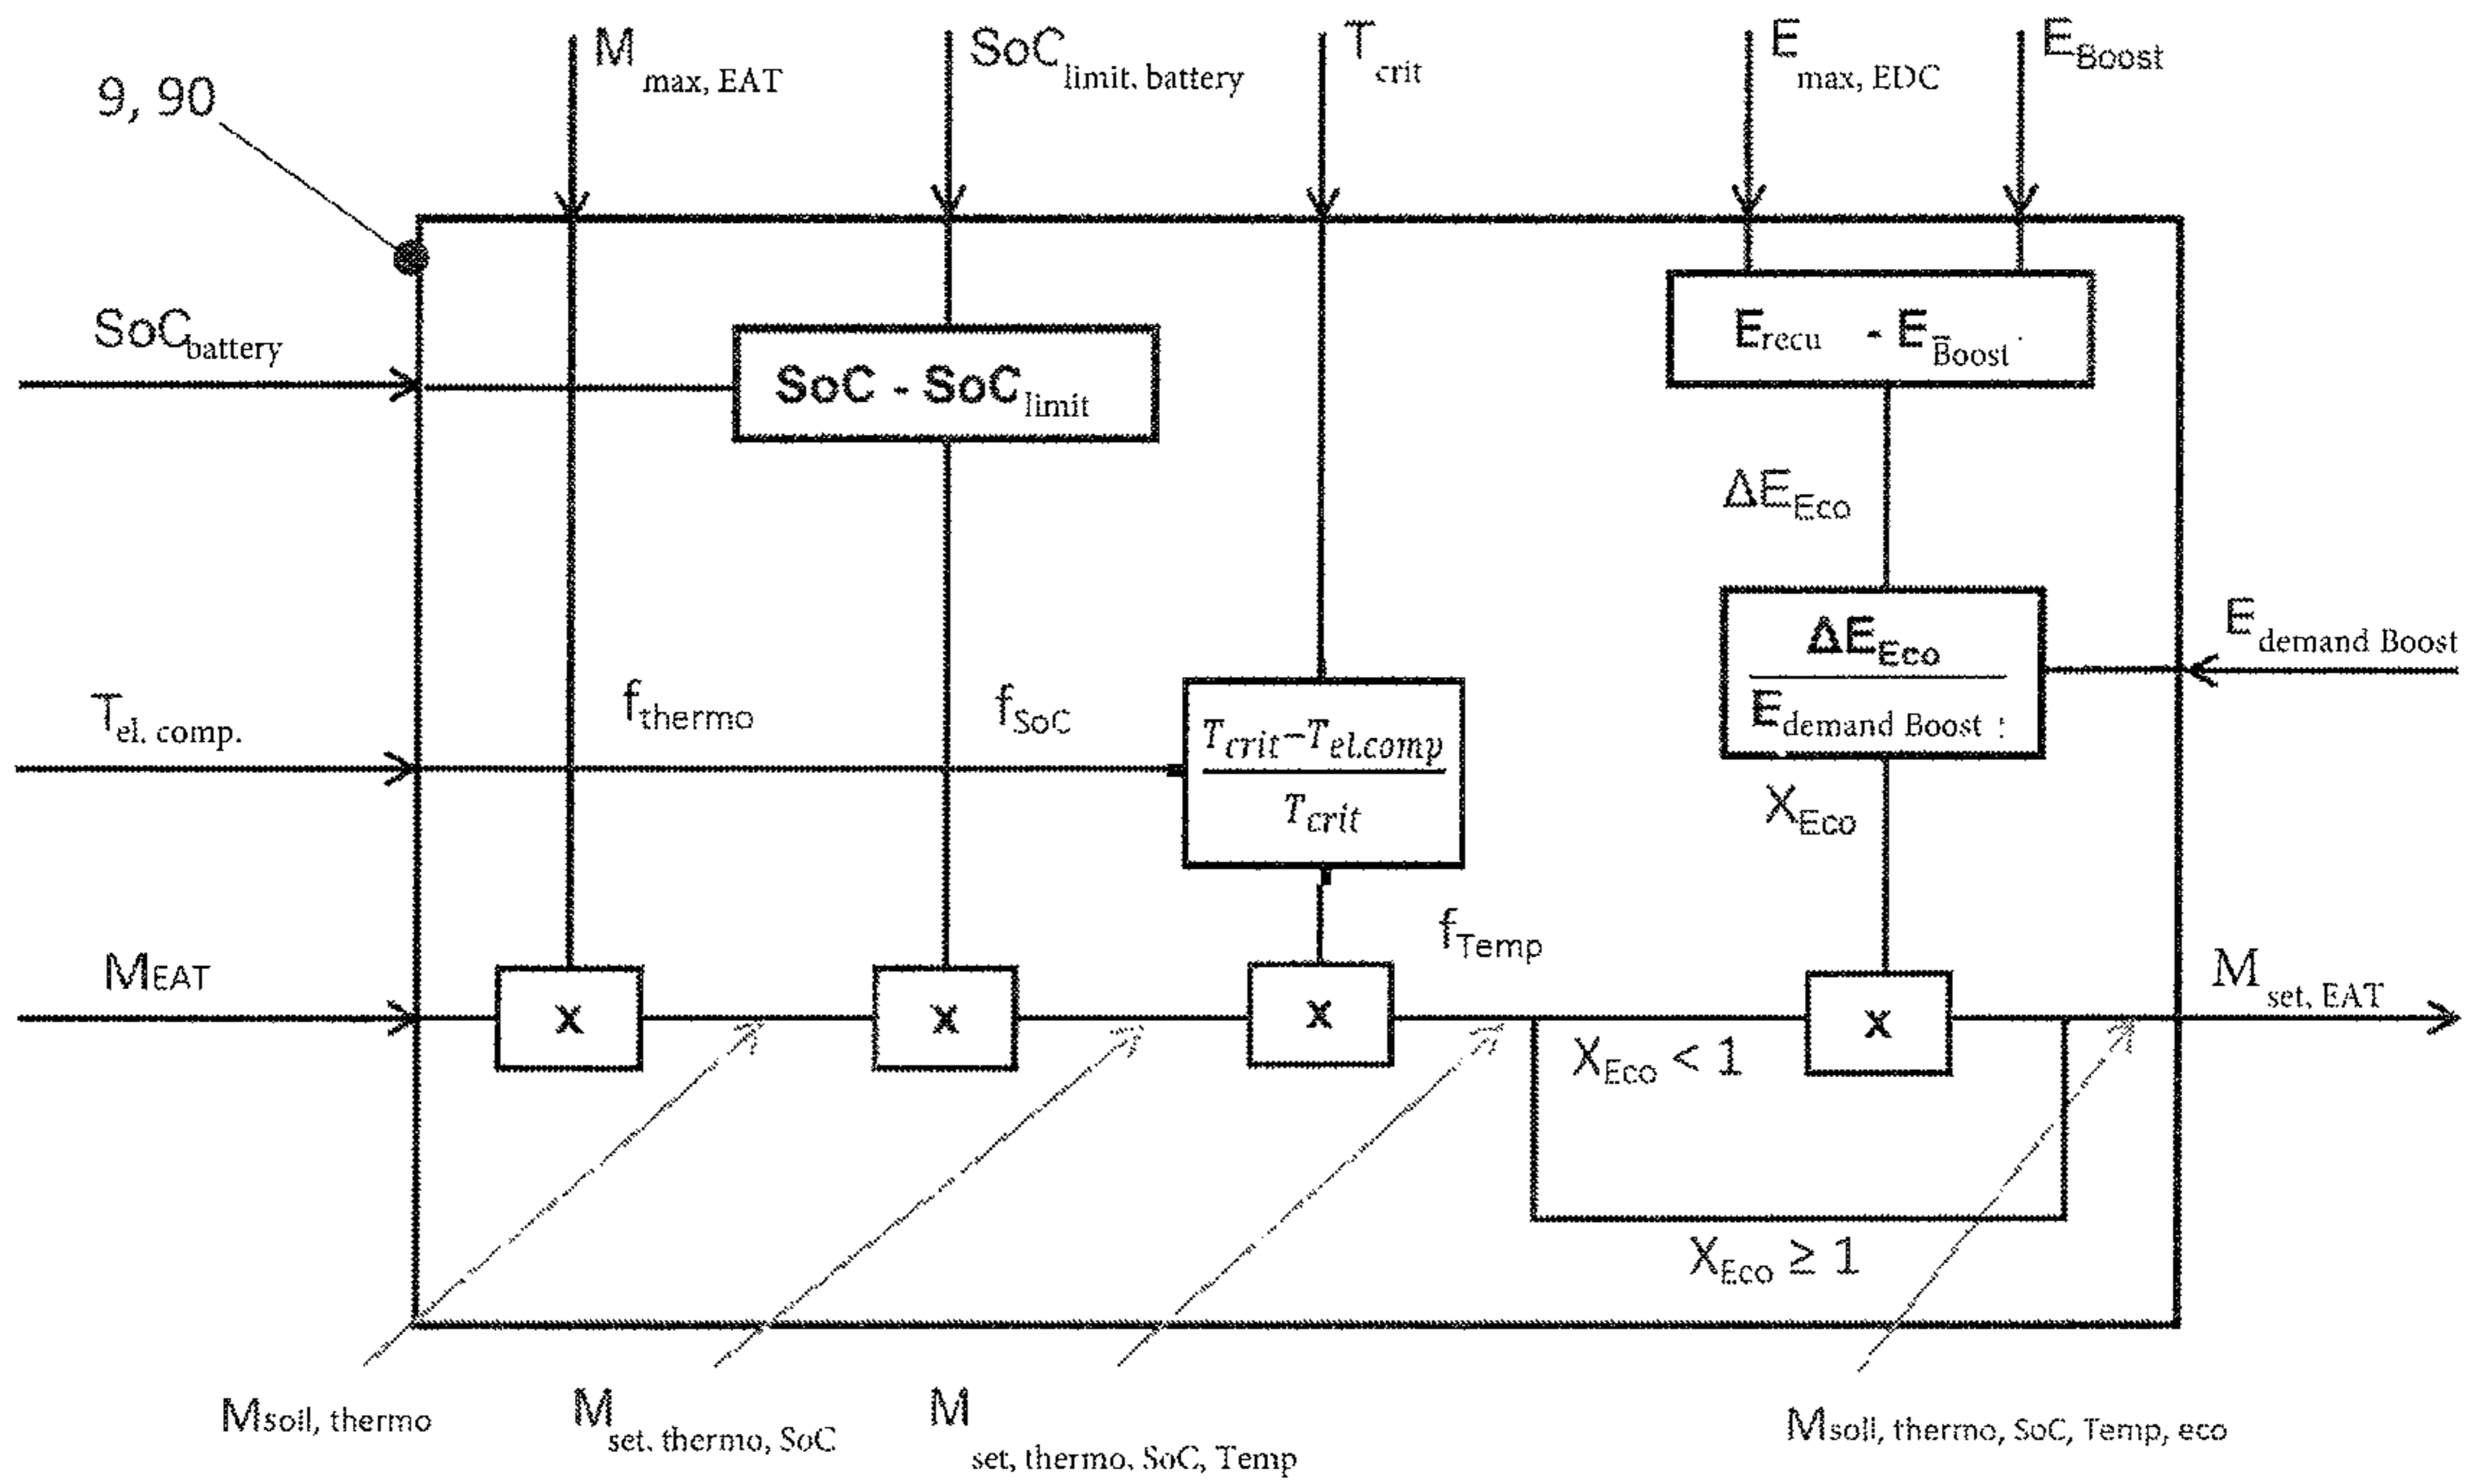 M max, EAT
SoC limit, battery
T crit
E max, EDC
E Boost
9, 90
SoC battery
SoC - SoC limit
E recu - E Boost
ΔE Eco
ΔE Eco
E demand Boost
E demand Boost
T el. comp.
f thermo
f SoC
T crit – T el.comp
T crit
X Eco
M EAT
f Temp
M set, EAT
x
x
x
x
X Eco < 1
X Eco ≥ 1
M soil, thermo
M set, thermo, SoC
M set, thermo, SoC, Temp
M soll, thermo, SoC, Temp, eco